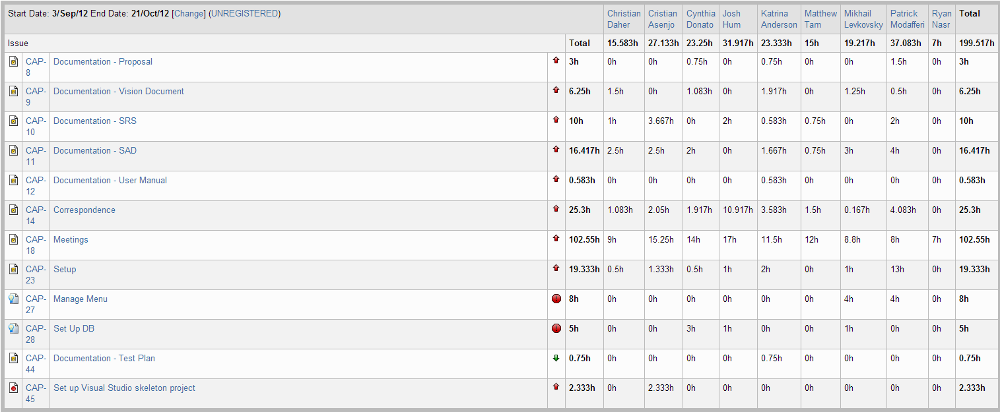 Start Date: 3/Sep/12 End Date: 21/Oct/12 [Change] (UNREGISTERED) Christian Daher Cristian Asenjo Cynthia Donato Josh Hum Katrina Anderson Matthew Tam Mikhail Levkovsky Patrick Modafferi Ryan Nasr Total
Issue Total 15.583h 27.133h 23.25h 31.917h 23.333h 15h 19.217h 37.083h 7h 199.517h
CAP-8 Documentation - Proposal 3h 0h 0h 0.75h 0h 0.75h 0h 0h 1.5h 0h 3h
CAP-9 Documentation - Vision Document 6.25h 1.5h 0h 1.083h 0h 1.917h 0h 1.25h 0.5h 0h 6.25h
CAP-10 Documentation - SRS 10h 1h 3.667h 0h 2h 0.583h 0.75h 0h 2h 0h 10h
CAP-11 Documentation - SAD 16.417h 2.5h 2.5h 2h 0h 1.667h 0.75h 3h 4h 0h 16.417h
CAP-12 Documentation - User Manual 0.583h 0h 0h 0h 0h 0.583h 0h 0h 0h 0h 0.583h
CAP-14 Correspondence 25.3h 1.083h 2.05h 1.917h 10.917h 3.583h 1.5h 0.167h 4.083h 0h 25.3h
CAP-18 Meetings 102.55h 9h 15.25h 14h 17h 11.5h 12h 8.8h 8h 7h 102.55h
CAP-23 Setup 19.333h 0.5h 1.333h 0.5h 1h 2h 0h 1h 13h 0h 19.333h
CAP-27 Manage Menu 8h 0h 0h 0h 0h 0h 0h 4h 4h 0h 8h
CAP-28 Set Up DB 5h 0h 0h 3h 1h 0h 0h 1h 0h 0h 5h
CAP-44 Documentation - Test Plan 0.75h 0h 0h 0h 0h 0.75h 0h 0h 0h 0h 0.75h
CAP-45 Set up Visual Studio skeleton project 2.333h 0h 2.333h 0h 0h 0h 0h 0h 0h 0h 2.333h